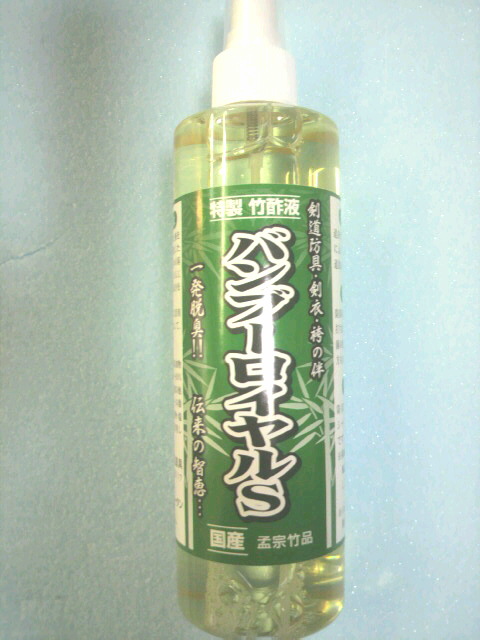 特製 竹酢液
剣道防具・剣衣・袴の伴
バンブーロイヤルS
一発脱臭!! 伝来の智恵…
国産 孟宗竹品